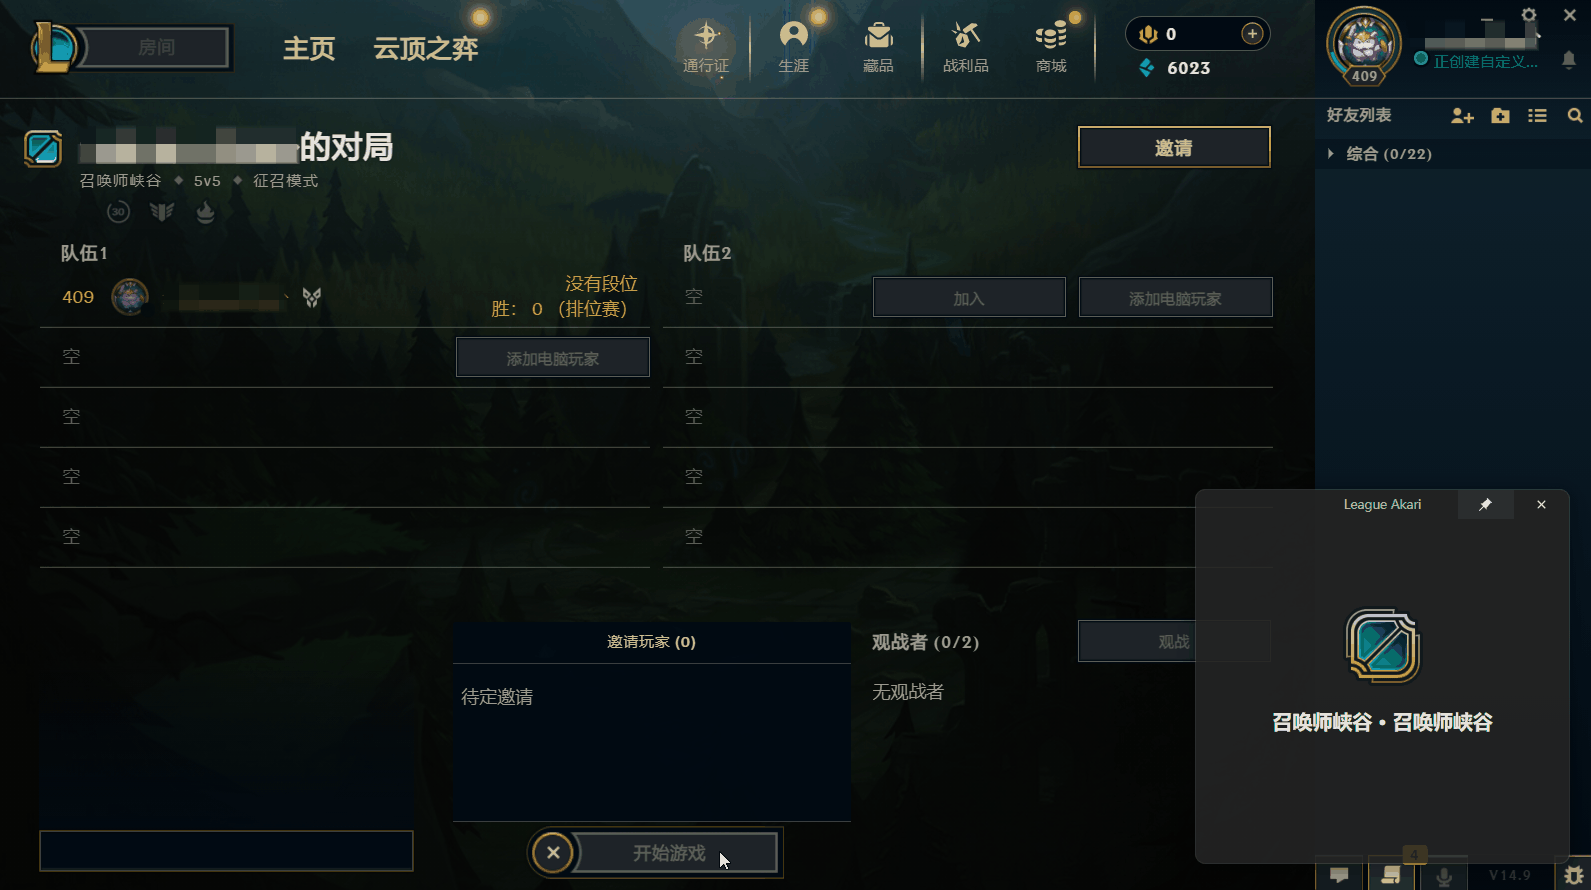 房间
主页
云顶之弈
通行证
生涯
藏品
战利品
商城
0
6023
409
正创建自定义...
好友列表
综合 (0/22)
的对局
召唤师峡谷 ◆ 5v5 ◆ 征召模式
30
邀请
队伍1
409
没有段位
胜： 0 （排位赛）
空
添加电脑玩家
空
空
空
队伍2
空
加入
添加电脑玩家
空
空
空
空
邀请玩家 (0)
待定邀请
观战者 (0/2)
观战
无观战者
开始游戏
League Akari
召唤师峡谷 • 召唤师峡谷
4
V14.9